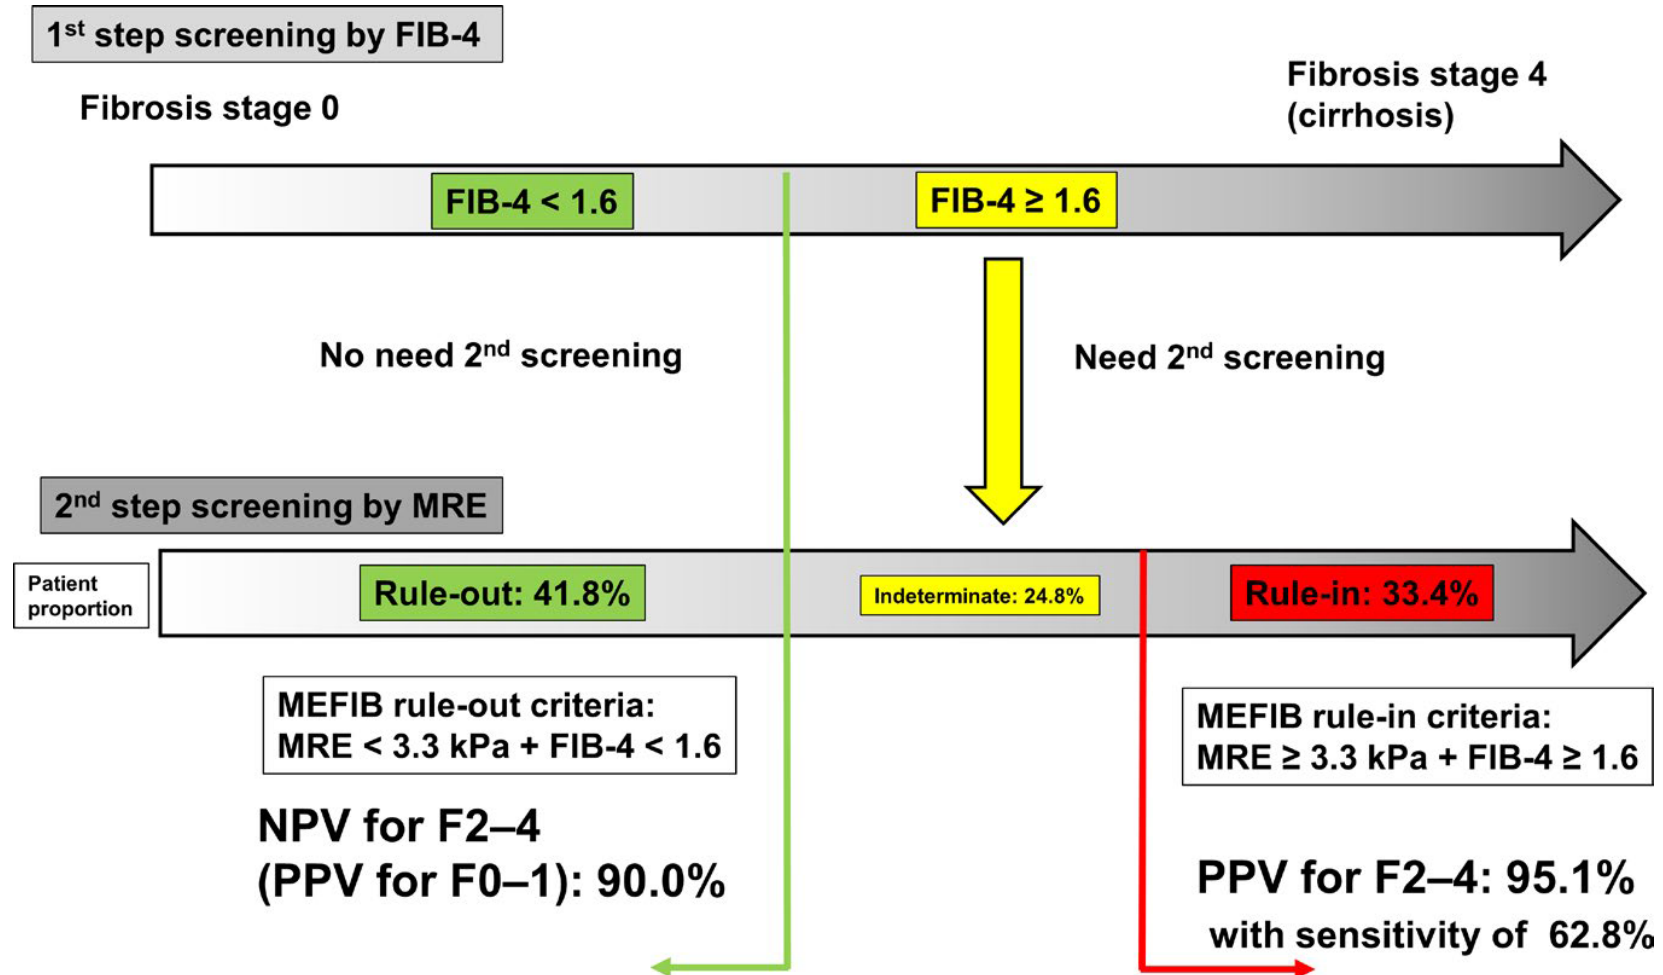 1st step screening by FIB-4
Fibrosis stage 0
Fibrosis stage 4
(cirrhosis)
FIB-4 < 1.6
FIB-4 ≥ 1.6
No need 2nd screening
Need 2nd screening
2nd step screening by MRE
Patient
proportion
Rule-out: 41.8%
Indeterminate: 24.8%
Rule-in: 33.4%
MEFIB rule-out criteria:
MRE < 3.3 kPa + FIB-4 < 1.6
MEFIB rule-in criteria:
MRE ≥ 3.3 kPa + FIB-4 ≥ 1.6
NPV for F2–4
(PPV for F0–1): 90.0%
PPV for F2–4: 95.1%
with sensitivity of 62.8%